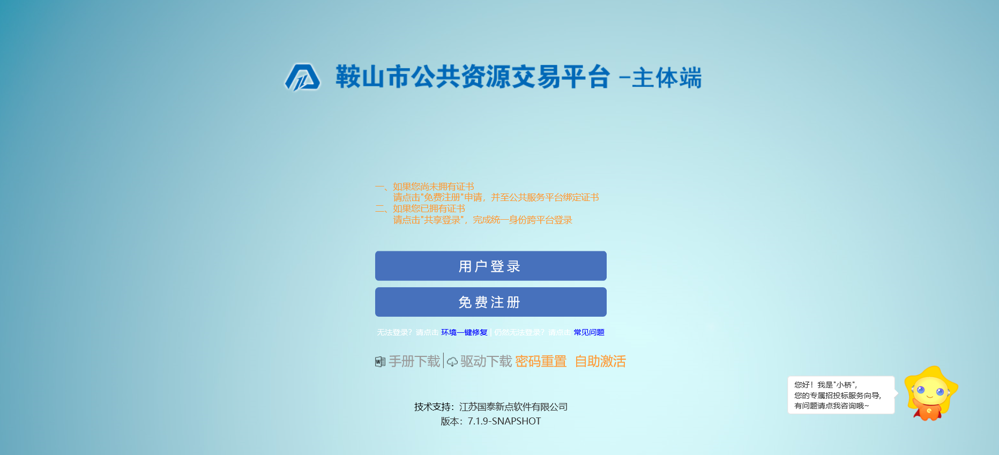 鞍山市公共资源交易平台 -主体端
一、如果您尚未拥有证书
请点击"免费注册"申请，并至公共服务平台绑定证书
二、如果您已拥有证书
请点击"共享登录"，完成统一身份跨平台登录
用户登录
免费注册
无法登录？请点击 环境一键修复 | 仍然无法登录？请点击 常见问题
手册下载 | 驱动下载 密码重置 自助激活
技术支持：江苏国泰新点软件有限公司
版本：7.1.9-SNAPSHOT
您好！我是"小桥"，
您的专属招投标服务向导，
有问题请点我咨询哦~